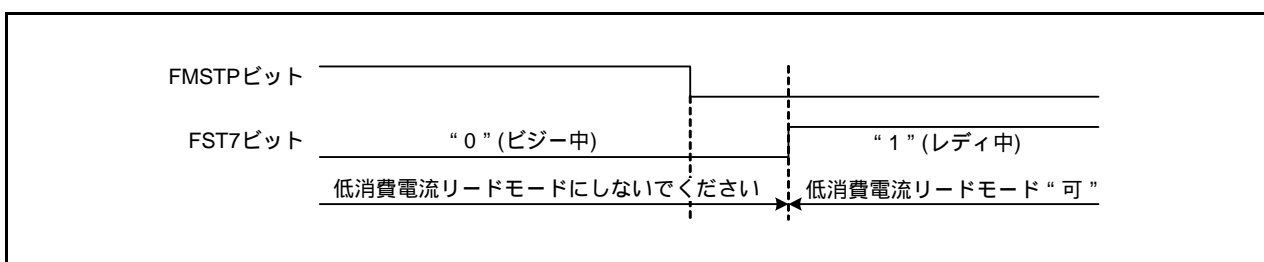 FMSTPビット
FST7ビット “ 0 ” (ビジー中) “ 1 ” (レディ中)
低消費電流リードモードにしないでください 低消費電流リードモード “ 可 ”